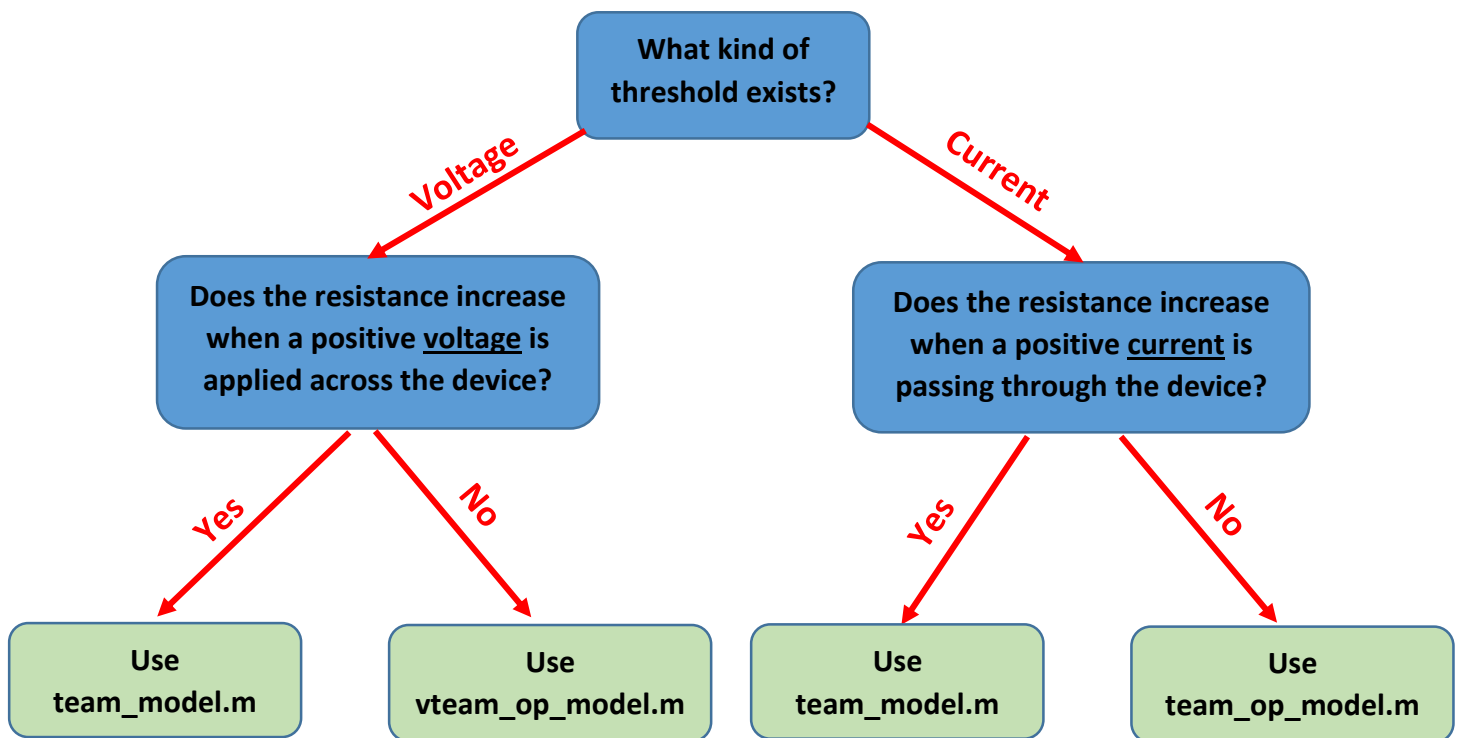 What kind of
threshold exists?
Voltage
Current
Does the resistance increase
when a positive voltage is
applied across the device?
Does the resistance increase
when a positive current is
passing through the device?
Yes
No
Yes
No
Use
team_model.m
Use
vteam_op_model.m
Use
team_model.m
Use
team_op_model.m